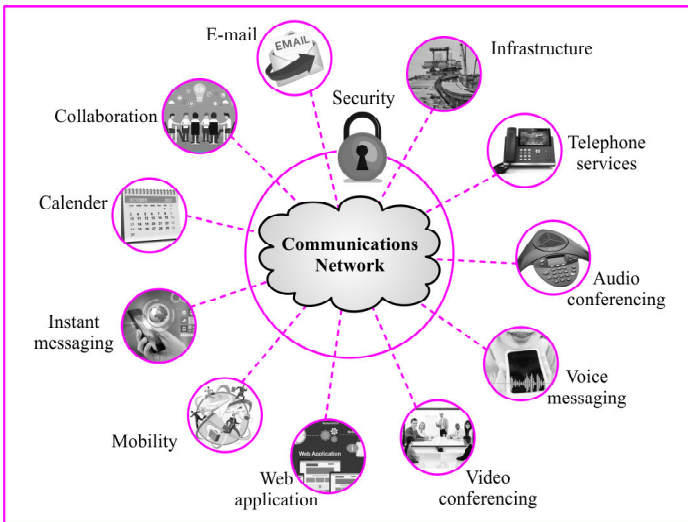 E-mail
EMAIL
Infrastructure
Security
Collaboration
Telephone
services
Calender
OCTOBER
Communications
Network
Audio
conferencing
Instant
messaging
Voice
messaging
Mobility
Web Application
Web
application
Video
conferencing